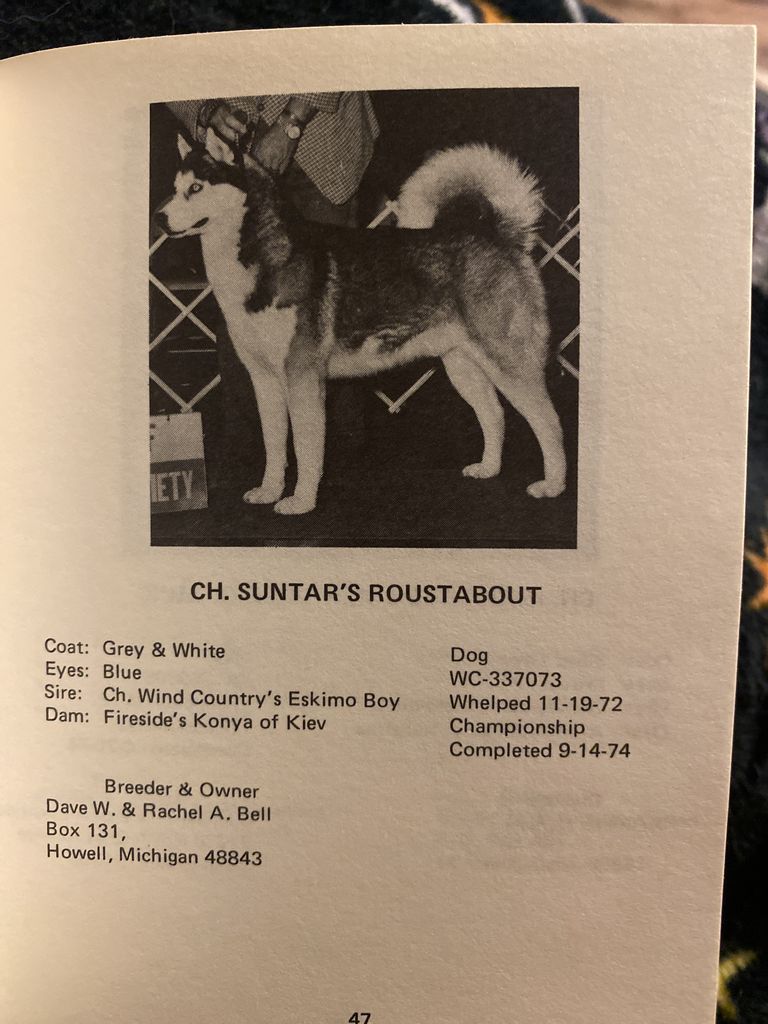 IETY
CH. SUNTAR'S ROUSTABOUT
Coat: Grey & White
Eyes: Blue
Sire: Ch. Wind Country's Eskimo Boy
Dam: Fireside's Konya of Kiev
Dog
WC-337073
Whelped 11-19-72
Championship
Completed 9-14-74
Breeder & Owner
Dave W. & Rachel A. Bell
Box 131,
Howell, Michigan 48843
47